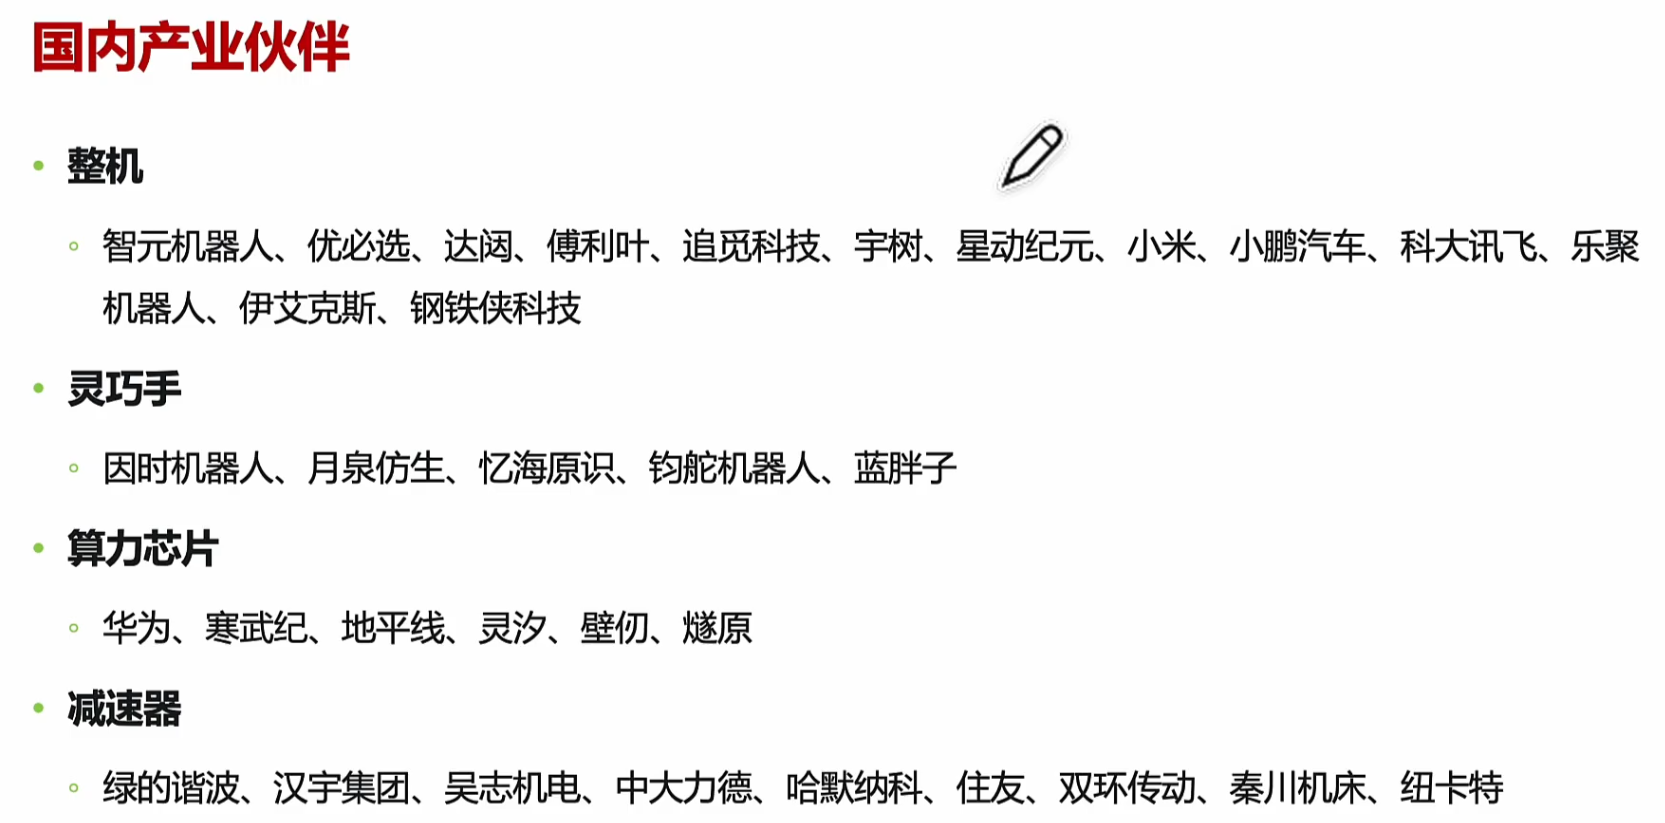 国内产业伙伴
• 整机
◦ 智元机器人、优必选、达闼、傅利叶、追觅科技、宇树、星动纪元、小米、小鹏汽车、科大讯飞、乐聚
机器人、伊艾克斯、钢铁侠科技
• 灵巧手
◦ 因时机器人、月泉仿生、忆海原识、钧舵机器人、蓝胖子
• 算力芯片
◦ 华为、寒武纪、地平线、灵汐、壁仞、燧原
• 减速器
◦ 绿的谐波、汉宇集团、吴志机电、中大力德、哈默纳科、住友、双环传动、秦川机床、纽卡特